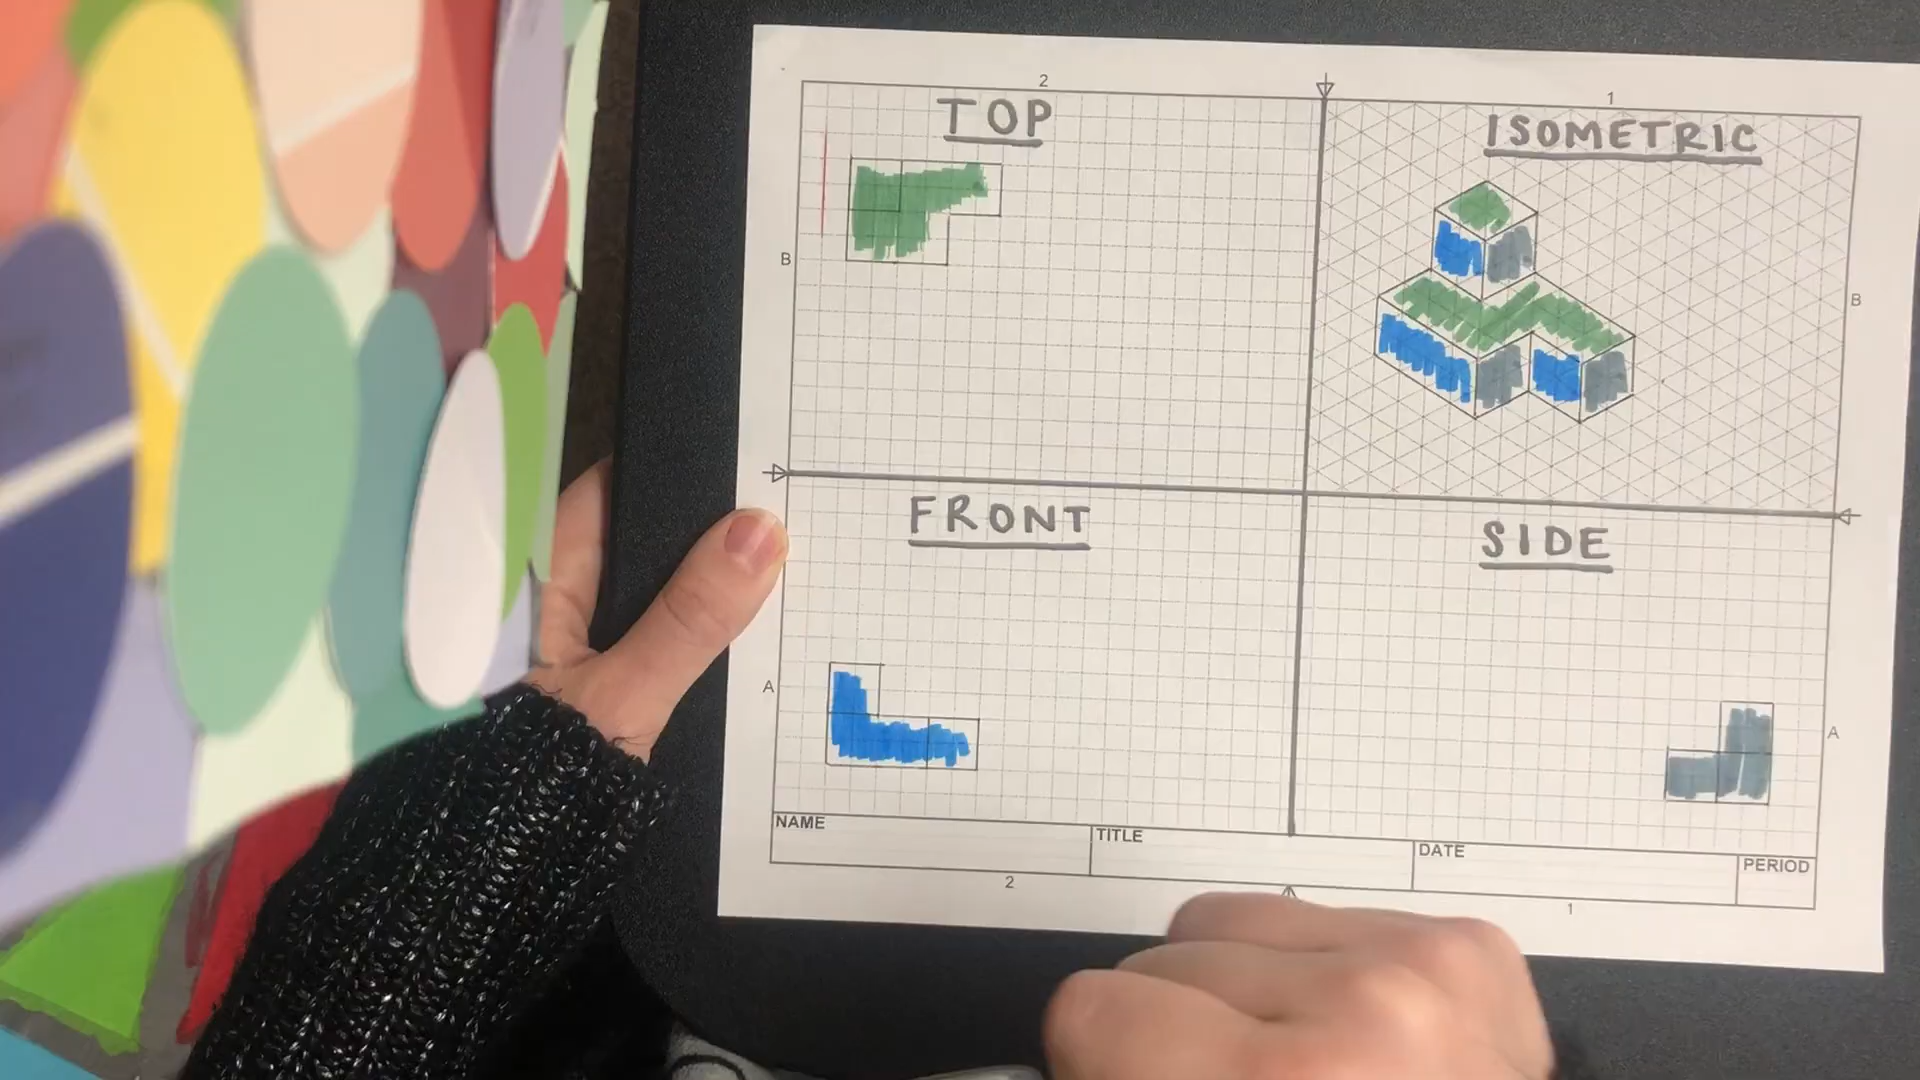 2
1
TOP
ISOMETRIC
B
B
FRONT
SIDE
A
A
NAME
TITLE
DATE
PERIOD
2
1